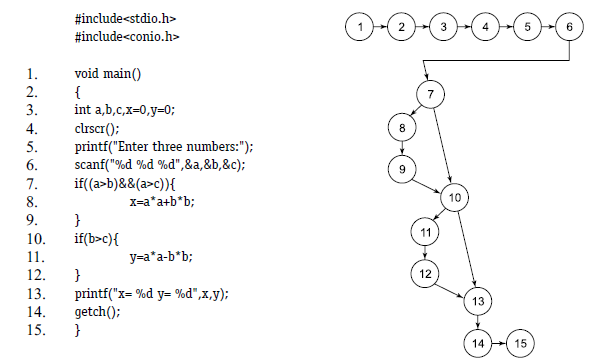 #include<stdio.h>
#include<conio.h>
1. void main()
2. {
3. int a,b,c,x=0,y=0;
4. clrscr();
5. printf("Enter three numbers:");
6. scanf("%d %d %d",&a,&b,&c);
7. if((a>b)&&(a>c)){
8. x=a*a+b*b;
9. }
10. if(b>c){
11. y=a*a-b*b;
12. }
13. printf("x= %d y= %d",x,y);
14. getch();
15. }
1 2 3 4 5 6
7
8
9
10
11
12
13
14 15